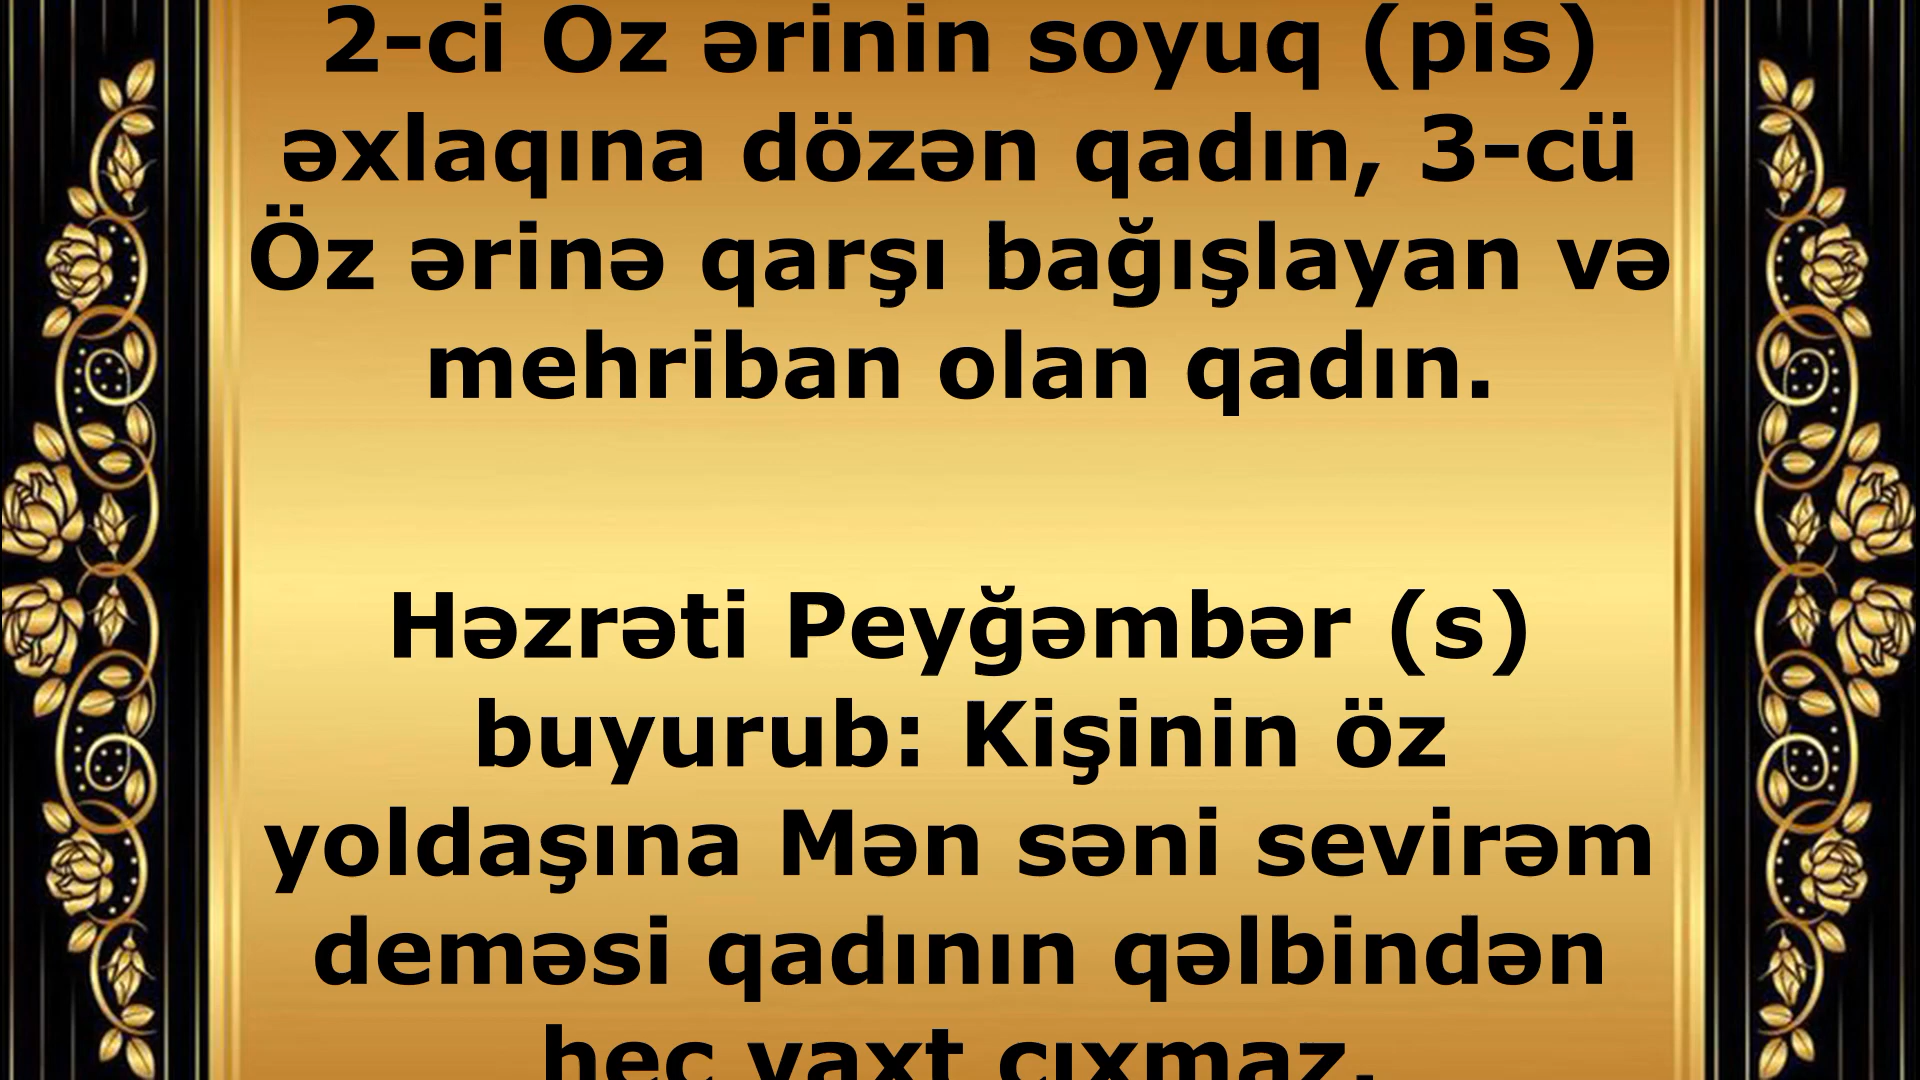 2-ci Öz ərinin soyuq (pis)
əxlaqına dözən qadın, 3-cü
Öz ərinə qarşı bağışlayan və
mehriban olan qadın.
Həzrəti Peyğəmbər (s)
buyurub: Kişinin öz
yoldaşına Mən səni sevirəm
deməsi qadının qəlbindən
heç vaxt çıxmaz.